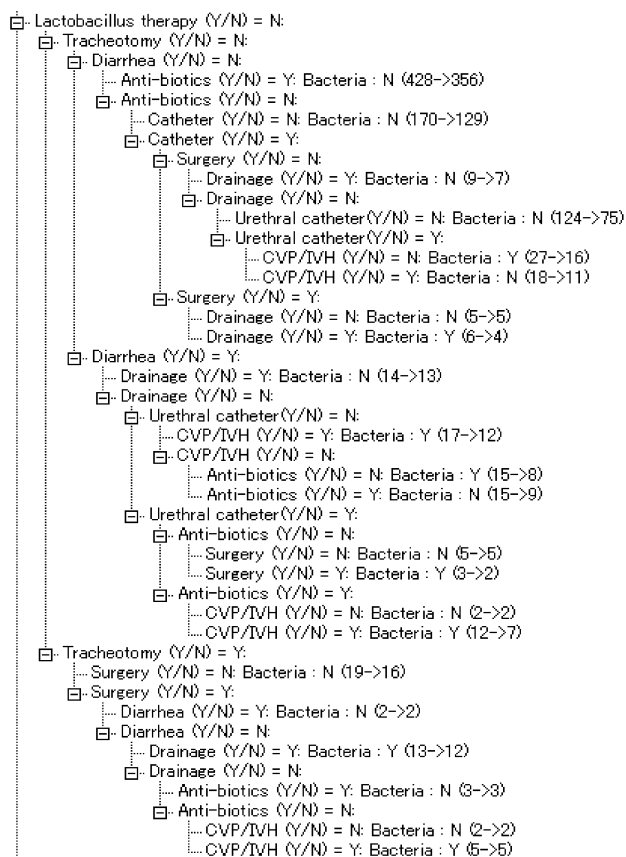 Lactobacillus therapy (Y/N) = N:
Tracheotomy (Y/N) = N:
Diarrhea (Y/N) = N:
Anti-biotics (Y/N) = Y: Bacteria : N (428->356)
Anti-biotics (Y/N) = N:
Catheter (Y/N) = N: Bacteria : N (170->129)
Catheter (Y/N) = Y:
Surgery (Y/N) = N:
Drainage (Y/N) = Y: Bacteria : N (9->7)
Drainage (Y/N) = N:
Urethral catheter(Y/N) = N: Bacteria : N (124->75)
Urethral catheter(Y/N) = Y:
CVP/IVH (Y/N) = N: Bacteria : Y (27->16)
CVP/IVH (Y/N) = Y: Bacteria : N (18->11)
Surgery (Y/N) = Y:
Drainage (Y/N) = N: Bacteria : N (5->5)
Drainage (Y/N) = Y: Bacteria : Y (6->4)
Diarrhea (Y/N) = Y:
Drainage (Y/N) = Y: Bacteria : N (14->13)
Drainage (Y/N) = N:
Urethral catheter(Y/N) = N:
CVP/IVH (Y/N) = Y: Bacteria : Y (17->12)
CVP/IVH (Y/N) = N:
Anti-biotics (Y/N) = N: Bacteria : Y (15->8)
Anti-biotics (Y/N) = Y: Bacteria : N (15->9)
Urethral catheter(Y/N) = Y:
Anti-biotics (Y/N) = N:
Surgery (Y/N) = N: Bacteria : N (5->5)
Surgery (Y/N) = Y: Bacteria : Y (3->2)
Anti-biotics (Y/N) = Y:
CVP/IVH (Y/N) = N: Bacteria : N (2->2)
CVP/IVH (Y/N) = Y: Bacteria : Y (12->7)
Tracheotomy (Y/N) = Y:
Surgery (Y/N) = N: Bacteria : N (19->16)
Surgery (Y/N) = Y:
Diarrhea (Y/N) = Y: Bacteria : N (2->2)
Diarrhea (Y/N) = N:
Drainage (Y/N) = Y: Bacteria : Y (13->12)
Drainage (Y/N) = N:
Anti-biotics (Y/N) = Y: Bacteria : N (3->3)
Anti-biotics (Y/N) = N:
CVP/IVH (Y/N) = N: Bacteria : N (2->2)
CVP/IVH (Y/N) = Y: Bacteria : Y (5->5)